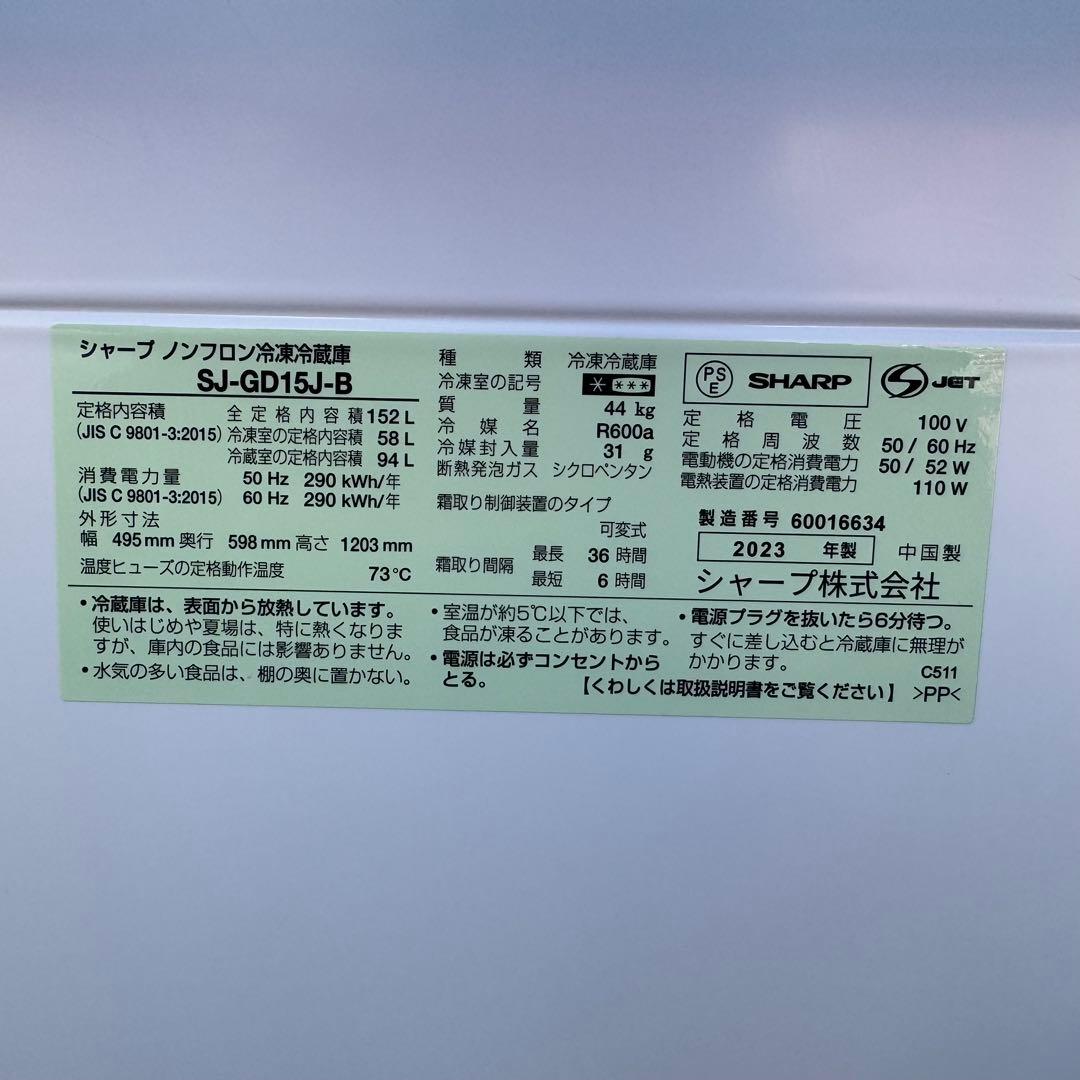 シャープ ノンフロン冷凍冷蔵庫
SJ-GD15J-B
定格内容積 全定格内容積 152 L
(JIS C 9801-3:2015) 冷凍室の定格内容積 58 L
冷蔵室の定格内容積 94 L
消費電力量 50 Hz 290 kWh/年
(JIS C 9801-3:2015) 60 Hz 290 kWh/年
外形寸法
幅 495mm 奥行 598mm 高さ 1203mm
温度ヒューズの定格動作温度 73℃
種類 冷凍冷蔵庫
冷凍室の記号 * ***
質量 44 kg
冷媒名 R600a
冷媒封入量 31 g
断熱発泡ガス シクロペンタン
霜取り制御装置のタイプ
可変式
霜取り間隔 最長 36 時間
最短 6 時間
PSE SHARP JET
定格電圧 100 V
定格周波数 50 / 60 Hz
電動機の定格消費電力 50 / 52 W
電熱装置の定格消費電力 110 W
製造番号 60016634
2023 年製 中国製
シャープ株式会社
・冷蔵庫は、表面から放熱しています。
使いはじめや夏場は、特に熱くなりま
すが、庫内の食品には影響ありません。
・水気の多い食品は、棚の奥に置かない。
・室温が約5℃以下では、
食品が凍ることがあります。
・電源は必ずコンセントから
とる。
・電源プラグを抜いたら6分待つ。
すぐに差し込むと冷蔵庫に無理が
かかります。
C511
【くわしくは取扱説明書をご覧ください】 >PP<